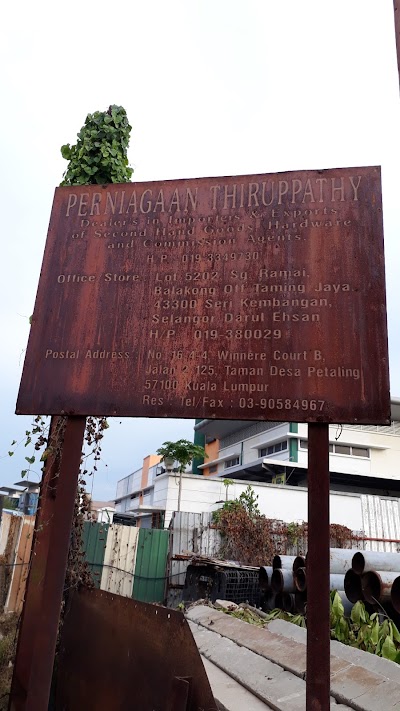 PERNIAGAAN THIRUPPATHY
Dealers in Importers & Exports
of Second Hand Goods, Hardware
and Commission Agents.
H.P. 019-3349730
Office Store : Lot 5202, Sg. Ramai,
Balakong Off Taming Jaya,
43300 Seri Kembangan,
Selangor Darul Ehsan
H/P. 019-380029
Postal Address : No. 16-4-4, Winnere Court B,
Jalan 2/125, Taman Desa Petaling
57100 Kuala Lumpur
Res : Tel/Fax : 03-90584967